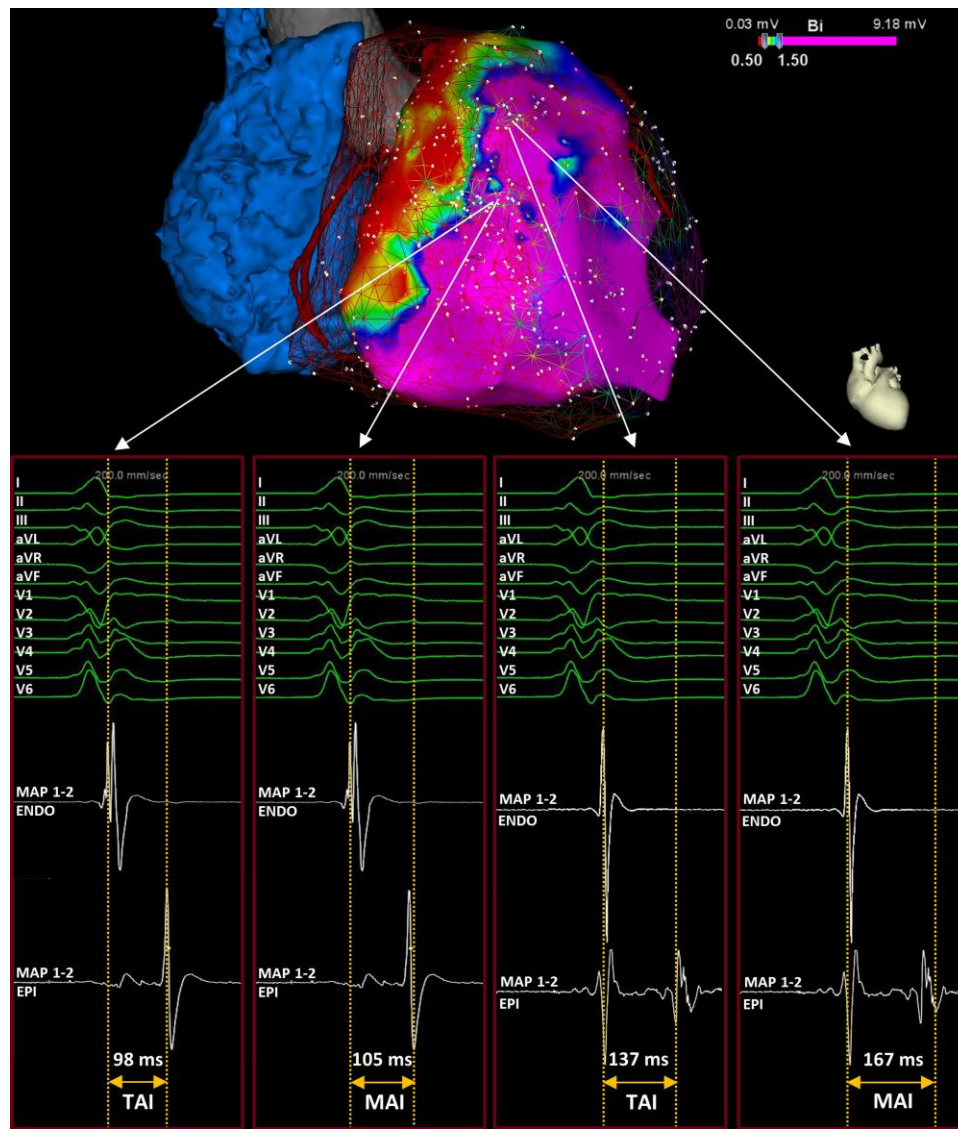 0.03 mV Bi 9.18 mV
0.50 1.50
200.0 mm/sec
I
II
III
aVL
aVR
aVF
V1
V2
V3
V4
V5
V6
MAP 1-2
ENDO
MAP 1-2
EPI
98 ms
TAI
200.0 mm/sec
I
II
III
aVL
aVR
aVF
V1
V2
V3
V4
V5
V6
MAP 1-2
ENDO
MAP 1-2
EPI
105 ms
MAI
200.0 mm/sec
I
II
III
aVL
aVR
aVF
V1
V2
V3
V4
V5
V6
MAP 1-2
ENDO
MAP 1-2
EPI
137 ms
TAI
200.0 mm/sec
I
II
III
aVL
aVR
aVF
V1
V2
V3
V4
V5
V6
MAP 1-2
ENDO
MAP 1-2
EPI
167 ms
MAI